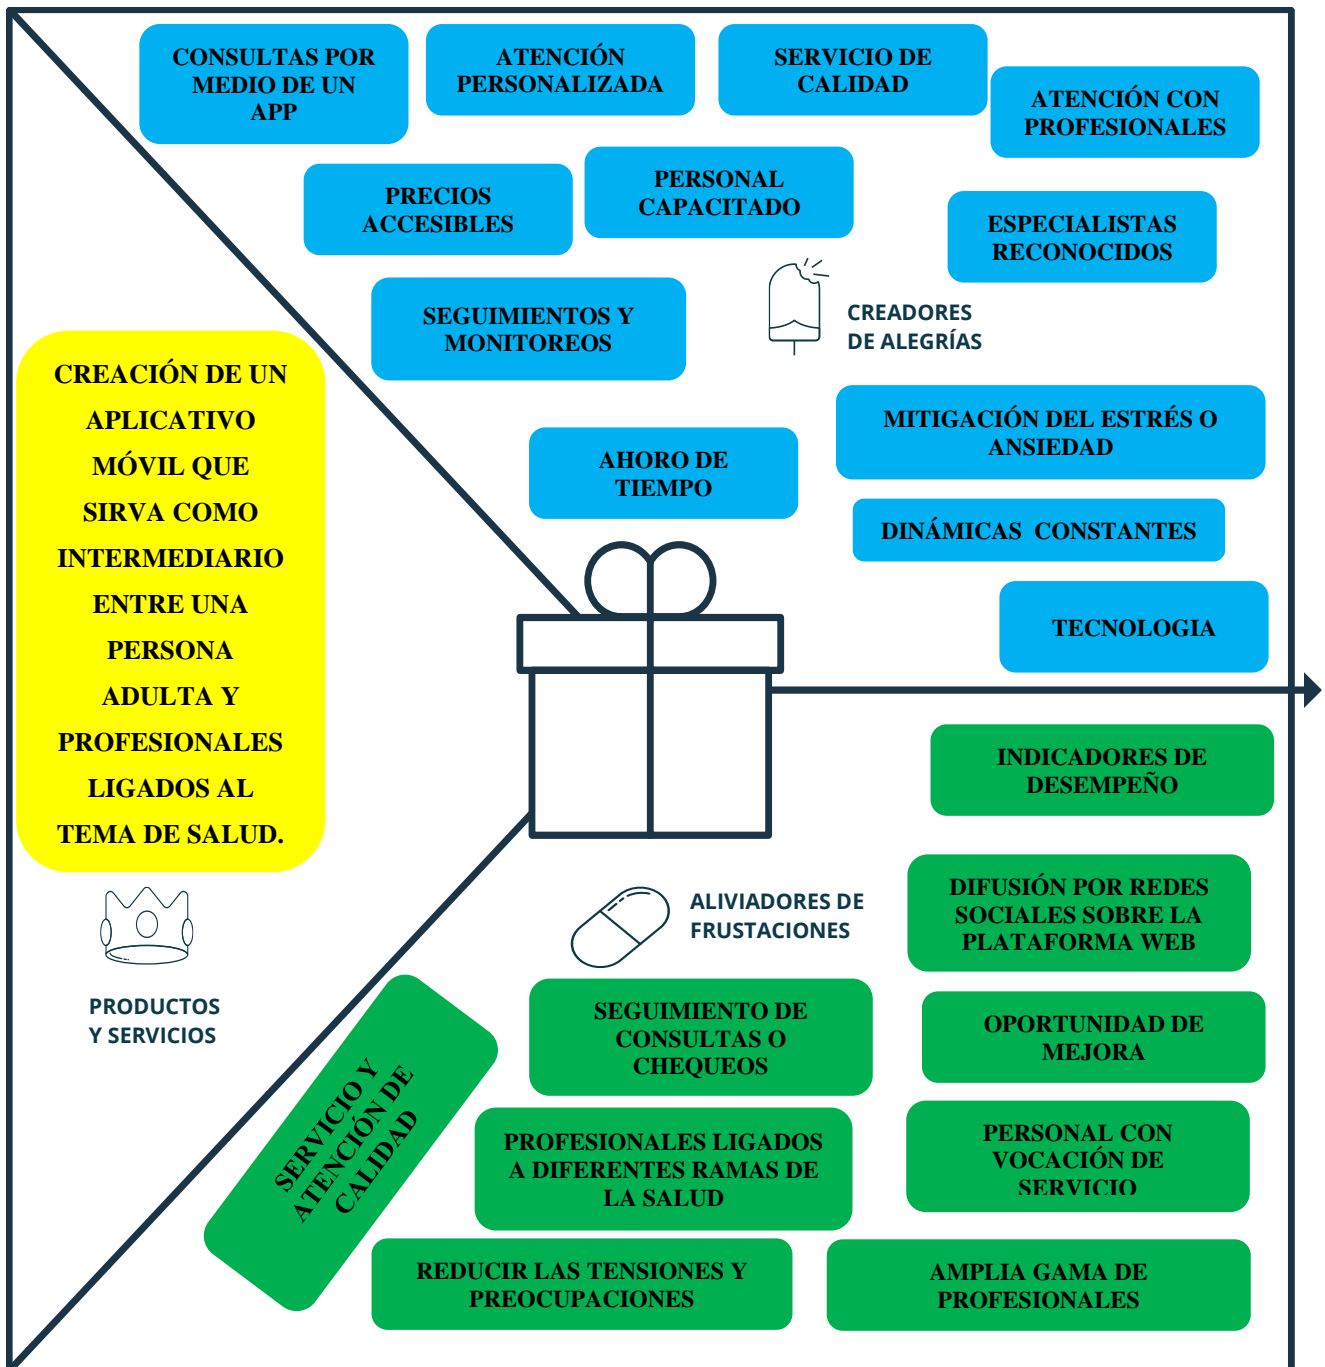 CONSULTAS POR
MEDIO DE UN
APP
ATENCIÓN
PERSONALIZADA
SERVICIO DE
CALIDAD
ATENCIÓN CON
PROFESIONALES
PRECIOS
ACCESIBLES
PERSONAL
CAPACITADO
ESPECIALISTAS
RECONOCIDOS
SEGUIMIENTOS Y
MONITOREOS
CREADORES
DE ALEGRÍAS
MITIGACIÓN DEL ESTRÉS O
ANSIEDAD
AHORO DE
TIEMPO
DINÁMICAS CONSTANTES
TECNOLOGIA
CREACIÓN DE UN
APLICATIVO
MÓVIL QUE
SIRVA COMO
INTERMEDIARIO
ENTRE UNA
PERSONA
ADULTA Y
PROFESIONALES
LIGADOS AL
TEMA DE SALUD.
PRODUCTOS
Y SERVICIOS
INDICADORES DE
DESEMPEÑO
ALIVIADORES DE
FRUSTACIONES
DIFUSIÓN POR REDES
SOCIALES SOBRE LA
PLATAFORMA WEB
SEGUIMIENTO DE
CONSULTAS O
CHEQUEOS
OPORTUNIDAD DE
MEJORA
SERVICIO Y
ATENCIÓN DE
CALIDAD
PROFESIONALES LIGADOS
A DIFERENTES RAMAS DE
LA SALUD
PERSONAL CON
VOCACIÓN DE
SERVICIO
REDUCIR LAS TENSIONES Y
PREOCUPACIONES
AMPLIA GAMA DE
PROFESIONALES